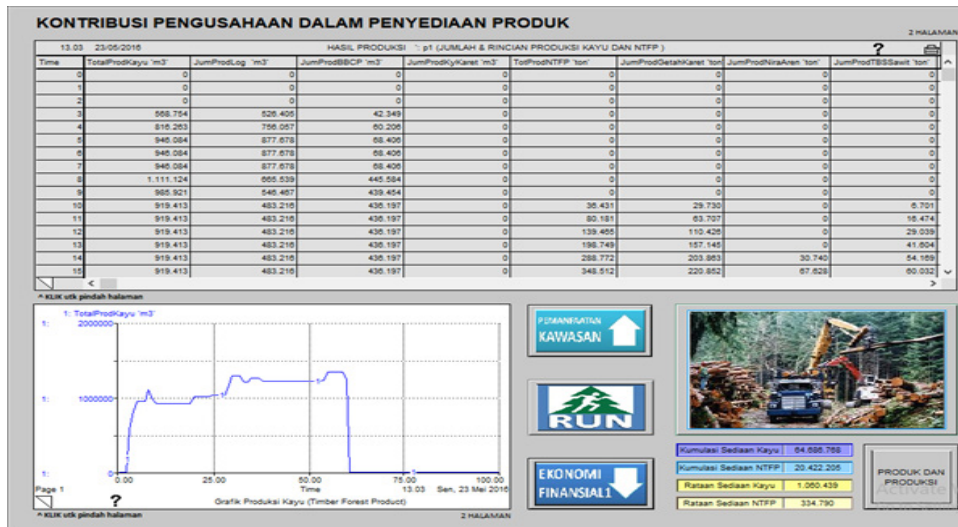 KONTRIBUSI PENGUSAHAAN DALAM PENYEDIAAN PRODUK
2 HALAMAN
13.03 23/05/2016 HASIL PRODUKSI : p1 (JUMLAH & RINCIAN PRODUKSI KAYU DAN NTFP ) ?
Time TotalProdKayu 'm3' JumProdLog 'm3' JumProdBBCP 'm3' JumProdKyKaret 'm3' TotProdNTFP 'ton' JumProdGetahKaret 'ton JumProdNiraAren 'ton' JumProdTBSSawit 'ton'
0 0 0 0 0 0 0 0 0
1 0 0 0 0 0 0 0 0
2 0 0 0 0 0 0 0 0
3 568.754 526.405 42.349 0 0 0 0 0
4 816.263 756.057 60.206 0 0 0 0 0
5 946.084 877.678 68.406 0 0 0 0 0
6 946.084 877.678 68.406 0 0 0 0 0
7 946.084 877.678 68.406 0 0 0 0 0
8 1.111.124 665.539 445.584 0 0 0 0 0
9 985.921 546.467 439.454 0 0 0 0 0
10 919.413 483.216 436.197 0 36.431 29.730 0 6.701
11 919.413 483.216 436.197 0 80.181 63.707 0 16.474
12 919.413 483.216 436.197 0 139.465 110.426 0 29.039
13 919.413 483.216 436.197 0 198.749 157.145 0 41.604
14 919.413 483.216 436.197 0 288.772 203.863 30.740 54.169
15 919.413 483.216 436.197 0 348.512 220.852 67.628 60.032
^ KLIK utk pindah halaman
1: TotalProdKayu 'm3'
1: 2000000
1: 1000000
1: 0
0.00 25.00 50.00 75.00 100.00
Page 1 Time 13.03 Sen, 23 Mei 2016
? Grafik Produkai Kayu (Timber Forest Product)
^ KLIK utk pindah halaman 2 HALAMAN
PEMANFAATAN
KAWASAN
RUN
EKONOMI
FINANSIAL1
Kumulasi Sediaan Kayu 64.686.768
Kumulasi Sediaan NTFP 20.422.205
Rataan Sediaan Kayu 1.060.439
Rataan Sediaan NTFP 334.790
PRODUK DAN
PRODUKSI
Activate